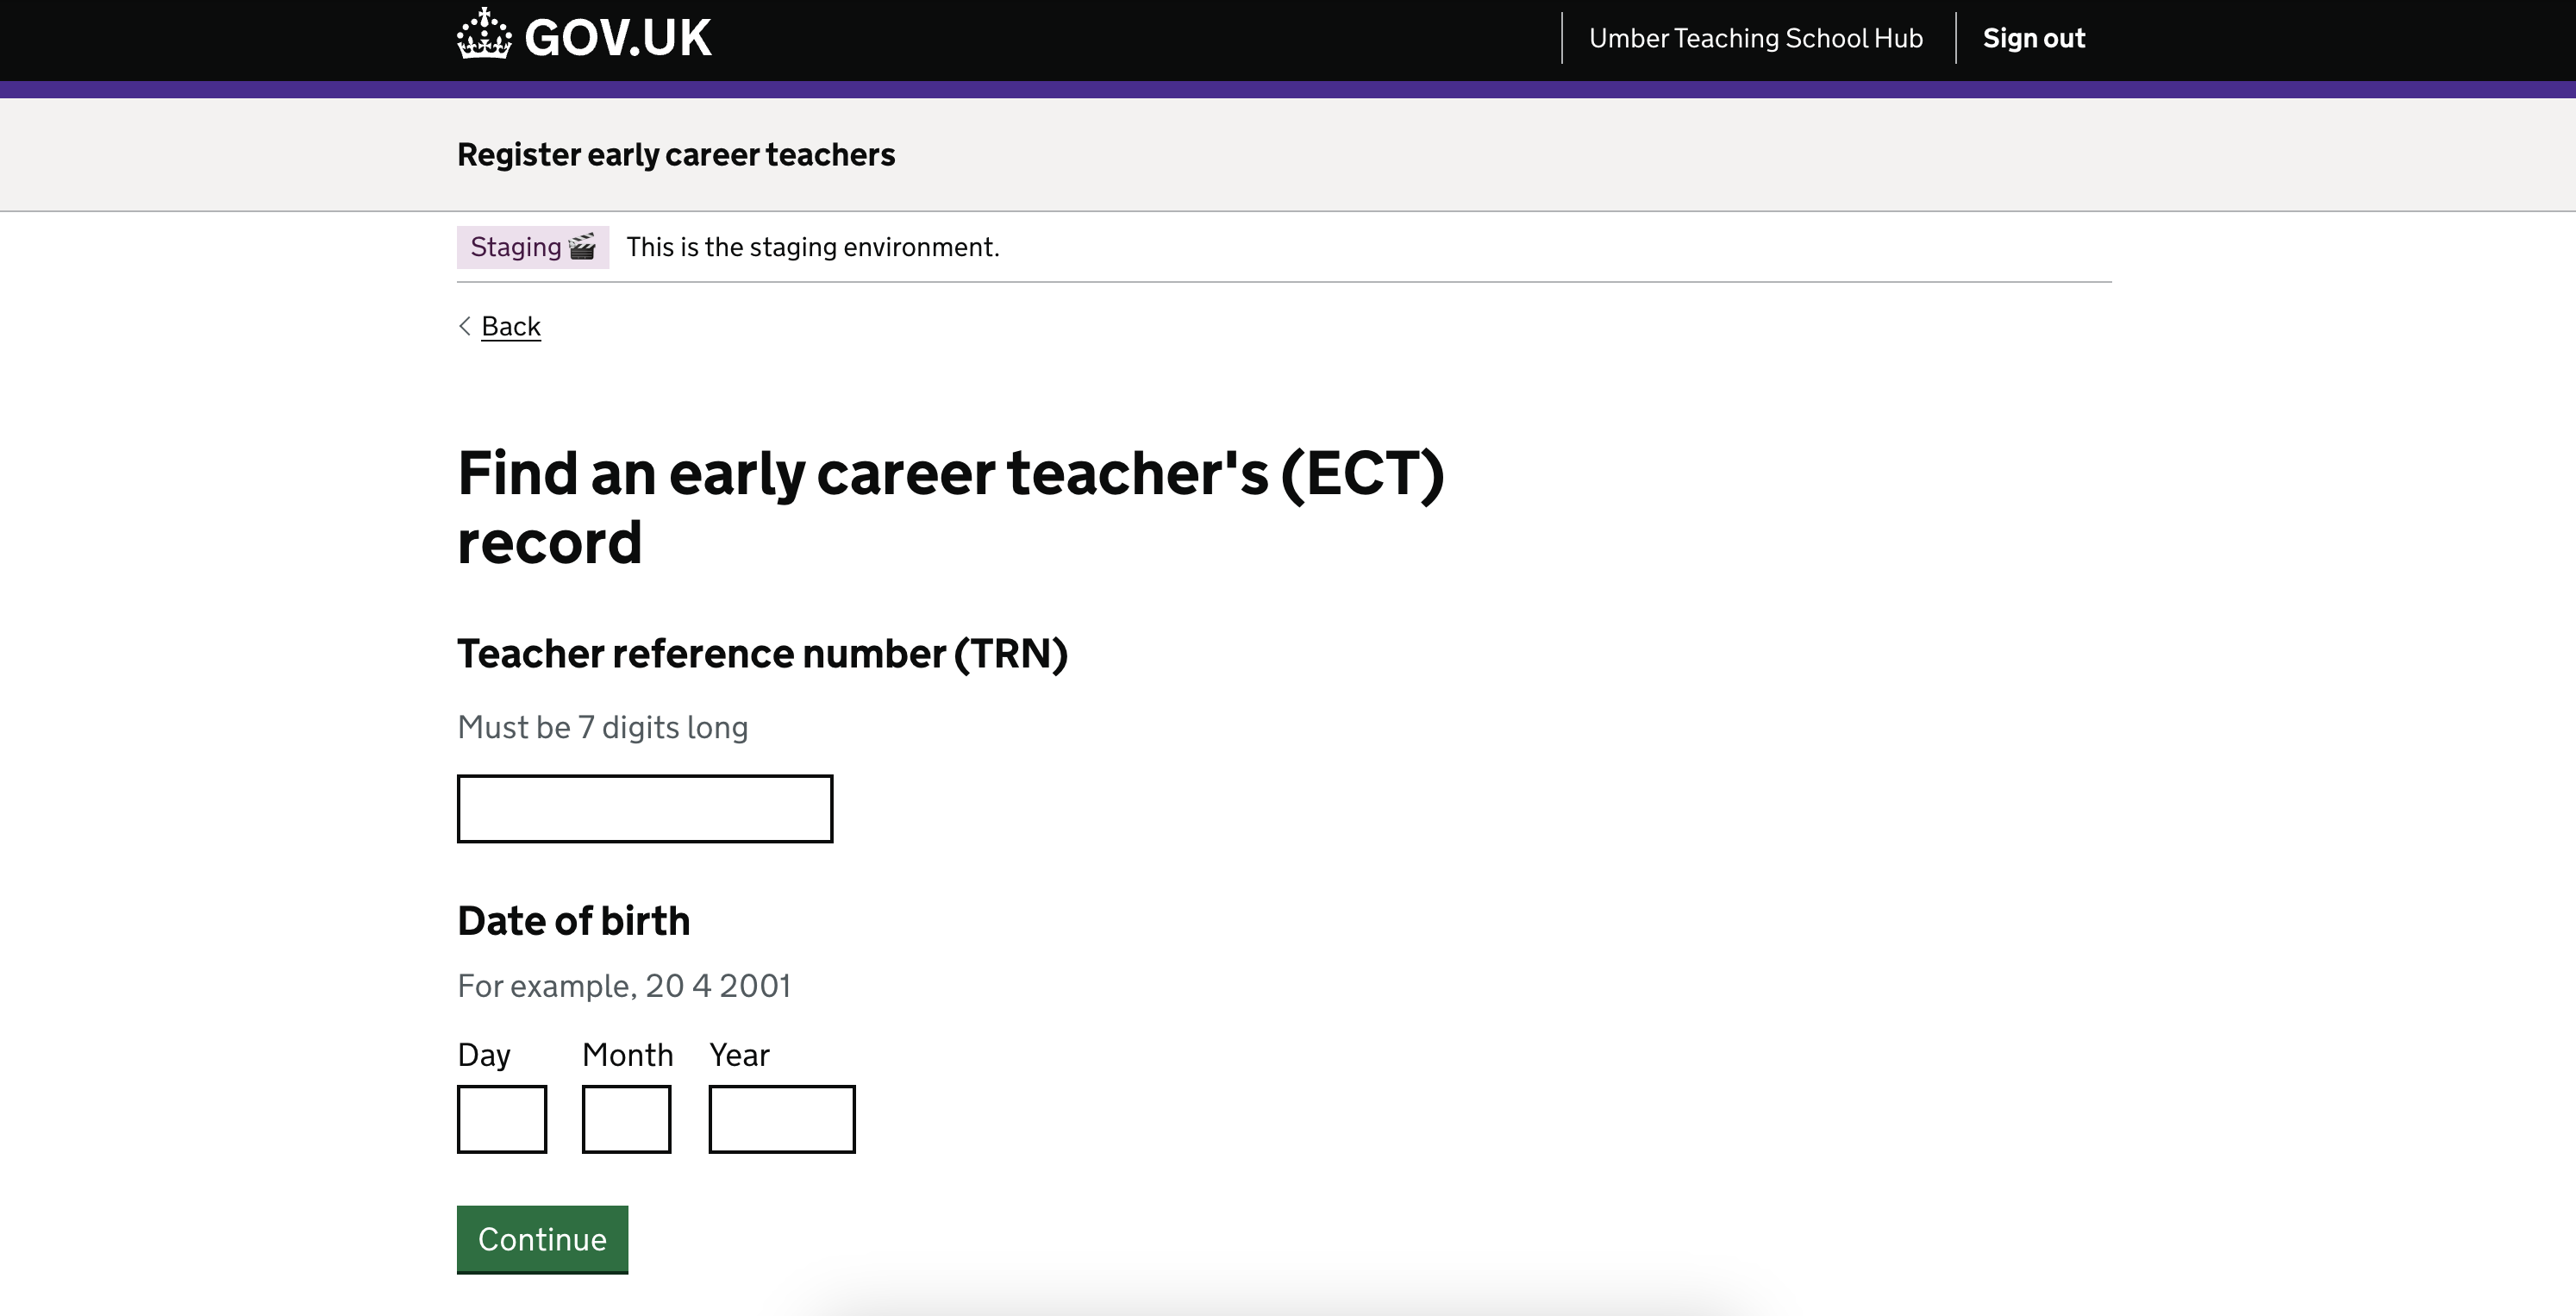 GOV.UK
Umber Teaching School Hub
Sign out
Register early career teachers
Staging 🎬 This is the staging environment.
Back
Find an early career teacher's (ECT)
record
Teacher reference number (TRN)
Must be 7 digits long
Date of birth
For example, 20 4 2001
Day Month Year
Continue